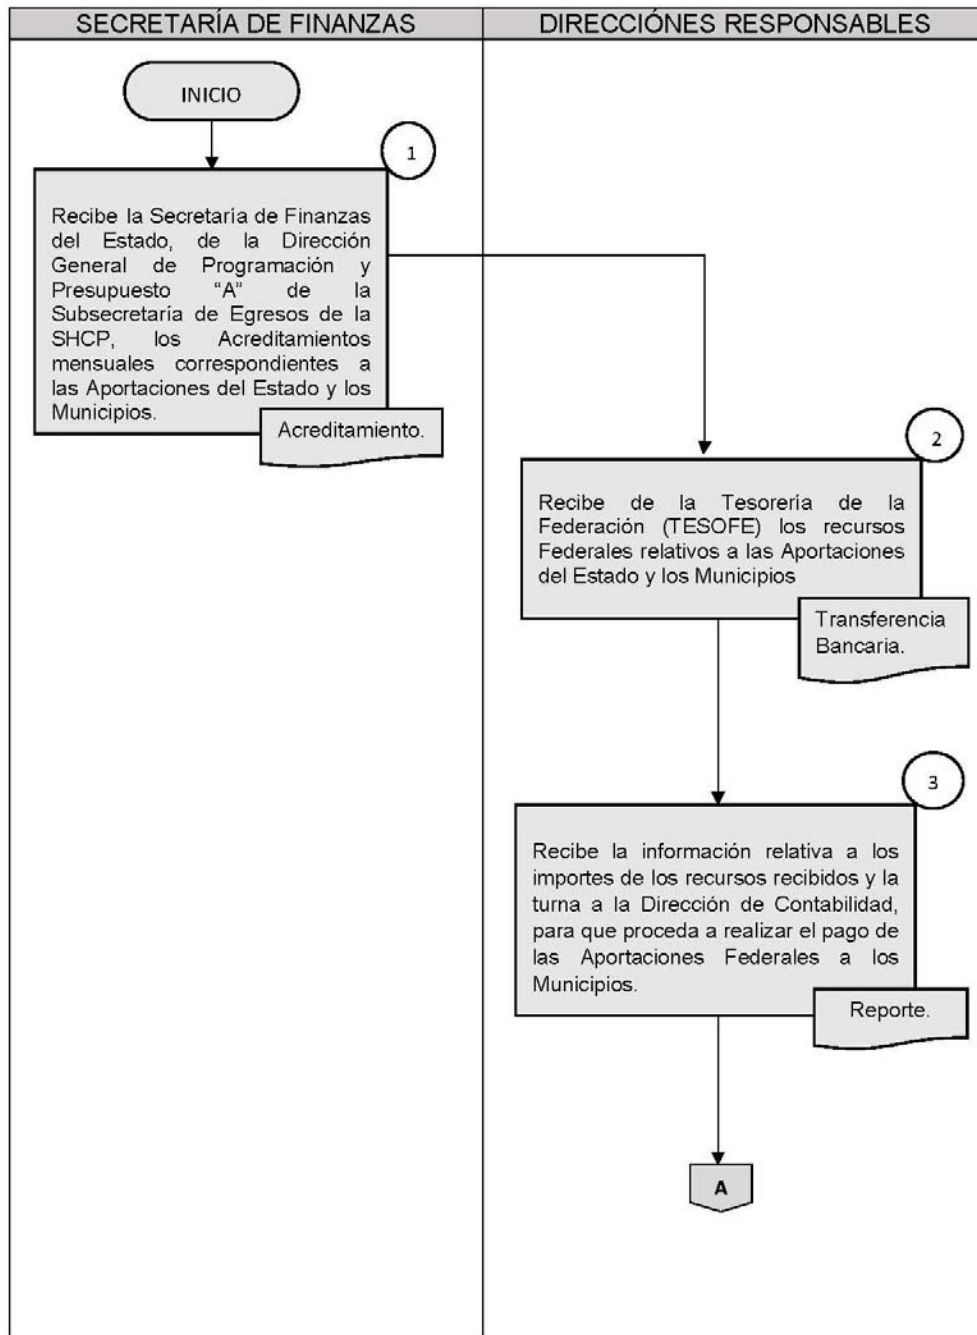 SECRETARÍA DE FINANZAS
DIRECCIÓNES RESPONSABLES
INICIO
1
Recibe la Secretaría de Finanzas
del Estado, de la Dirección
General de Programación y
Presupuesto “A” de la
Subsecretaría de Egresos de la
SHCP, los Acreditamientos
mensuales correspondientes a
las Aportaciones del Estado y los
Municipios.
Acreditamiento.
2
Recibe de la Tesorería de la
Federación (TESOFE) los recursos
Federales relativos a las Aportaciones
del Estado y los Municipios
Transferencia
Bancaria.
3
Recibe la información relativa a los
importes de los recursos recibidos y la
turna a la Dirección de Contabilidad,
para que proceda a realizar el pago de
las Aportaciones Federales a los
Municipios.
Reporte.
A